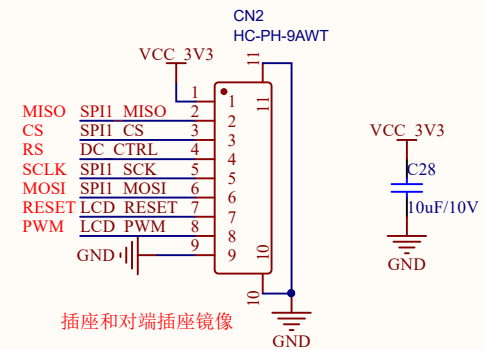 CN2
HC-PH-9AWT
VCC_3V3
11
11
1
1
MISO SPI1_MISO 2
2
CS SPI1_CS 3
3
RS DC_CTRL 4
4
SCLK SPI1_SCK 5
5
MOSI SPI1_MOSI 6
6
RESET LCD_RESET 7
7
PWM LCD_PWM 8
8
GND 9
9
10
10
插座和对端插座镜像
GND
VCC_3V3
C28
10uF/10V
GND